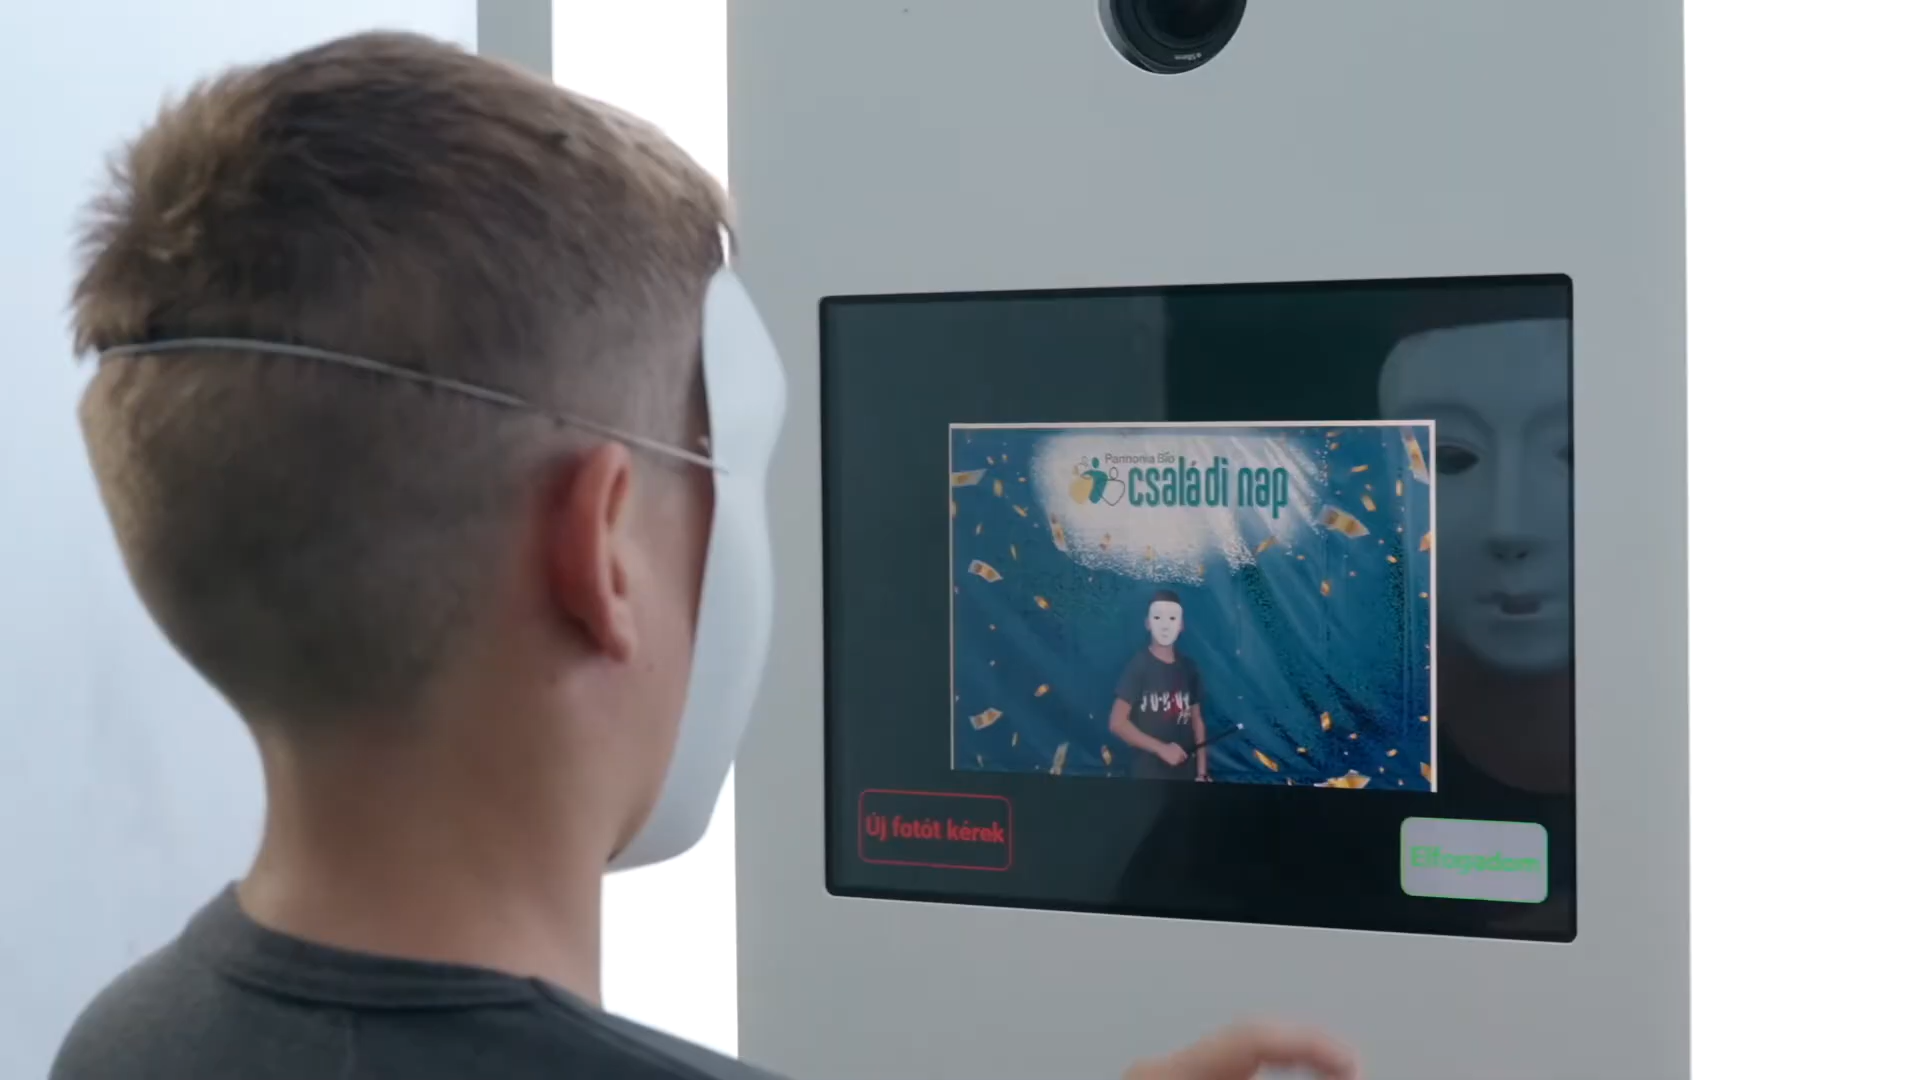 Pannonia Bio
családi nap
Új fotót kérek
Elfogadom